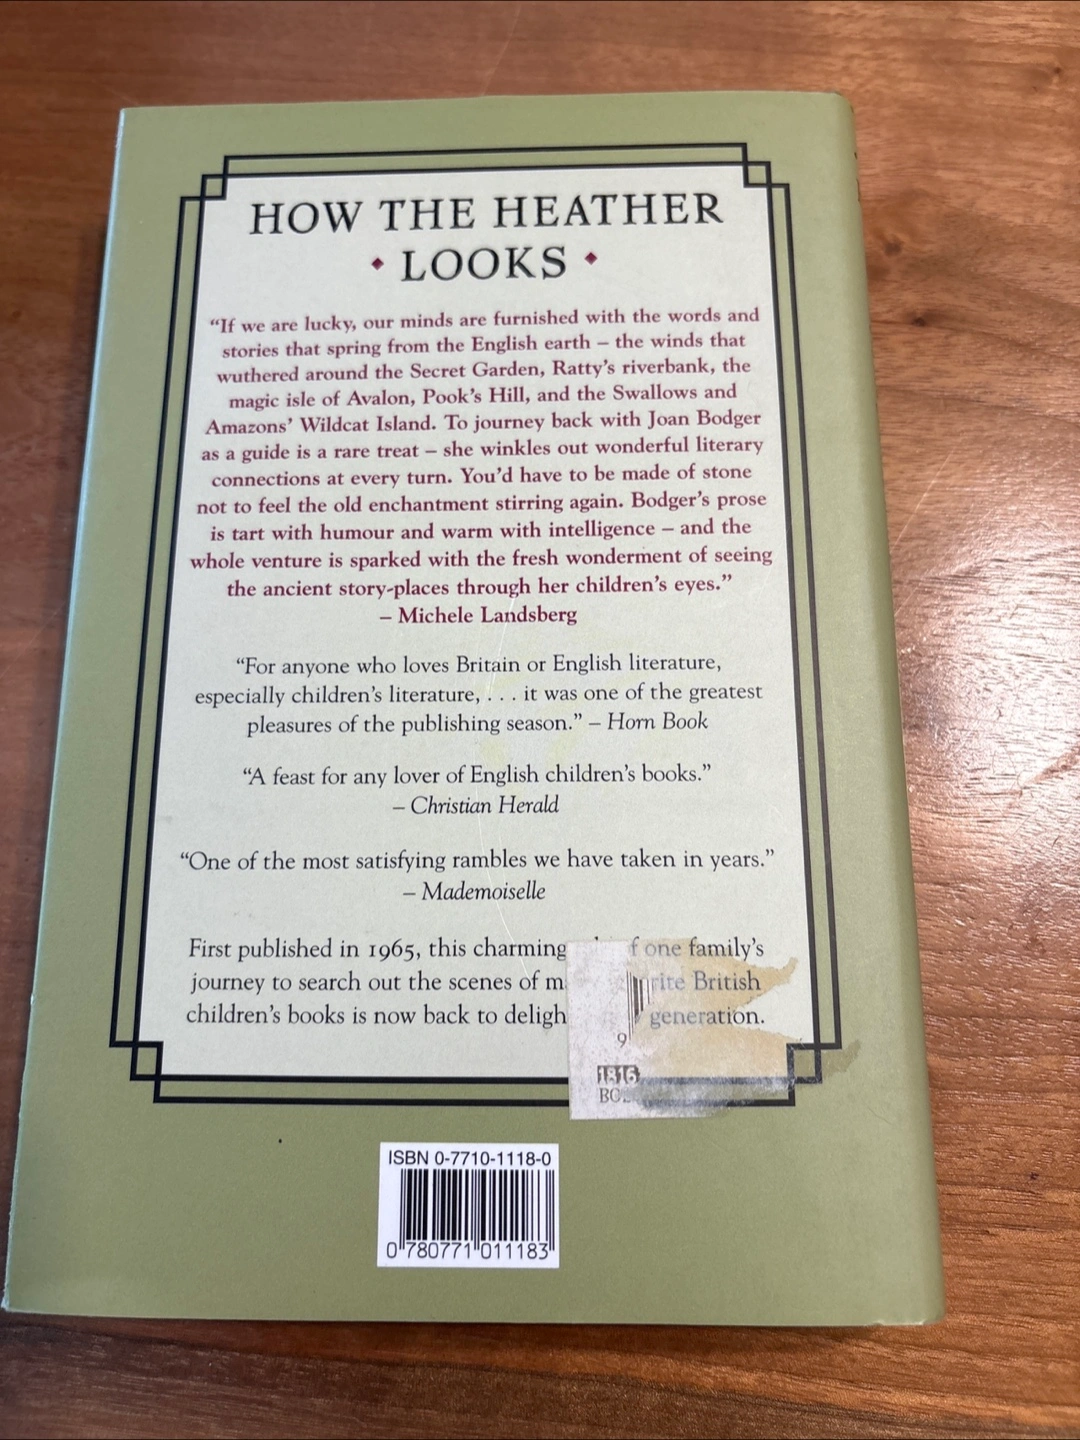 HOW THE HEATHER
LOOKS
“If we are lucky, our minds are furnished with the words and
stories that spring from the English earth – the winds that
wuthered around the Secret Garden, Ratty’s riverbank, the
magic isle of Avalon, Pook’s Hill, and the Swallows and
Amazons’ Wildcat Island. To journey back with Joan Bodger
as a guide is a rare treat – she winkles out wonderful literary
connections at every turn. You’d have to be made of stone
not to feel the old enchantment stirring again. Bodger’s prose
is tart with humour and warm with intelligence – and the
whole venture is sparked with the fresh wonderment of seeing
the ancient story-places through her children’s eyes.”
– Michele Landsberg
“For anyone who loves Britain or English literature,
especially children’s literature, . . . it was one of the greatest
pleasures of the publishing season.” – Horn Book
“A feast for any lover of English children’s books.”
– Christian Herald
“One of the most satisfying rambles we have taken in years.”
– Mademoiselle
First published in 1965, this charming one family’s
journey to search out the scenes of British
children’s books is now back to generation.
9
1816
ISBN 0-7710-1118-0
0 780771 011183